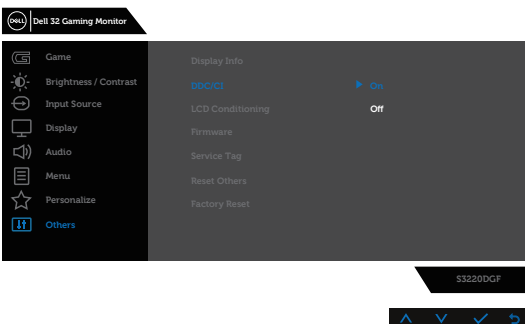 DELL Dell 32 Gaming Monitor
Game
Brightness / Contrast
Input Source
Display
Audio
Menu
Personalize
Others
Display Info
DDC/CI On
LCD Conditioning Off
Firmware
Service Tag
Reset Others
Factory Reset
S3220DGF